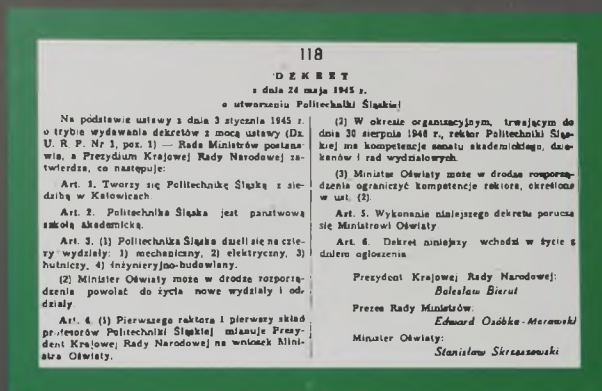 118
DEKRET
z dnia 24 maja 1945 r.
o utworzeniu Politechniki Śląskiej
Na podstawie ustawy z dnia 3 stycznia 1945 r.
o trybie wydawania dekretów z mocą ustawy (Dz.
U. R. P. Nr 1, poz. 1) — Rada Ministrów postana-
wia, a Prezydium Krajowej Rady Narodowej za-
twierdza, co następuje:
Art. 1. Tworzy się Politechnikę Śląską z sie-
dzibą w Katowicach.
Art. 2. Politechnika Śląska jest państwową
szkołą akademicką.
Art. 3. (1) Politechnika Śląska dzieli się na czte-
ry wydziały: 1) mechaniczny, 2) elektryczny, 3)
hutniczy, 4) inżynieryjno-budowlany.
(2) Minister Oświaty może w drodze rozporzą-
dzenia powołać do życia nowe wydziały i od-
działy.
Art. 4. (1) Pierwszego rektora i pierwszy skład
profesorów Politechniki Śląskiej mianuje Prezy-
dent Krajowej Rady Narodowej na wniosek Mini-
stra Oświaty.
(2) W okresie organizacyjnym, trwającym do
dnia 30 sierpnia 1946 r., rektor Politechniki Ślą-
skiej ma kompetencje senatu akademickiego, dzie-
kanów i rad wydziałowych.
(3) Minister Oświaty może w drodze rozporzą-
dzenia ograniczyć kompetencje rektora, określone
w ust. (2).
Art. 5. Wykonanie niniejszego dekretu porucza
się Ministrowi Oświaty.
Art. 6. Dekret niniejszy wchodzi w życie z
dniem ogłoszenia.
Prezydent Krajowej Rady Narodowej:
Bolesław Bierut
Prezes Rady Ministrów:
Edward Osóbka-Morawski
Minister Oświaty:
Stanisław Skrzeszewski